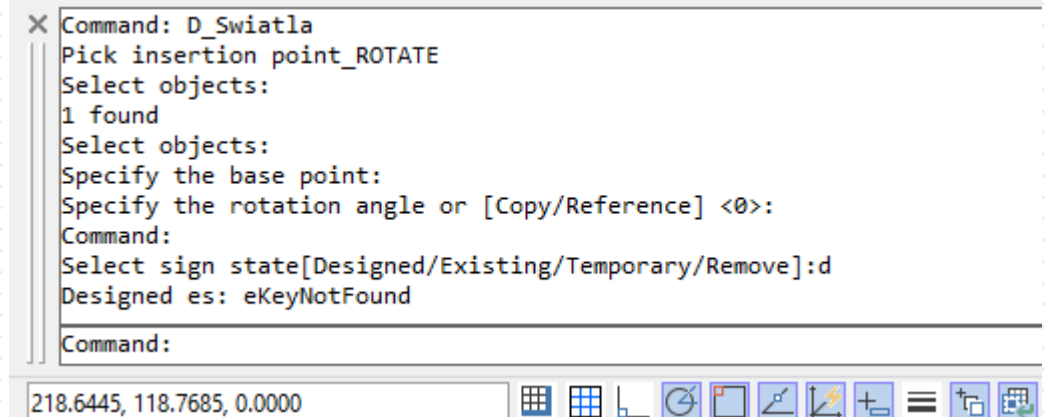 Command: D_Swiatla
Pick insertion point_ROTATE
Select objects:
1 found
Select objects:
Specify the base point:
Specify the rotation angle or [Copy/Reference] <0>:
Command:
Select sign state[Designed/Existing/Temporary/Remove]:d
Designed es: eKeyNotFound
Command:
218.6445, 118.7685, 0.0000